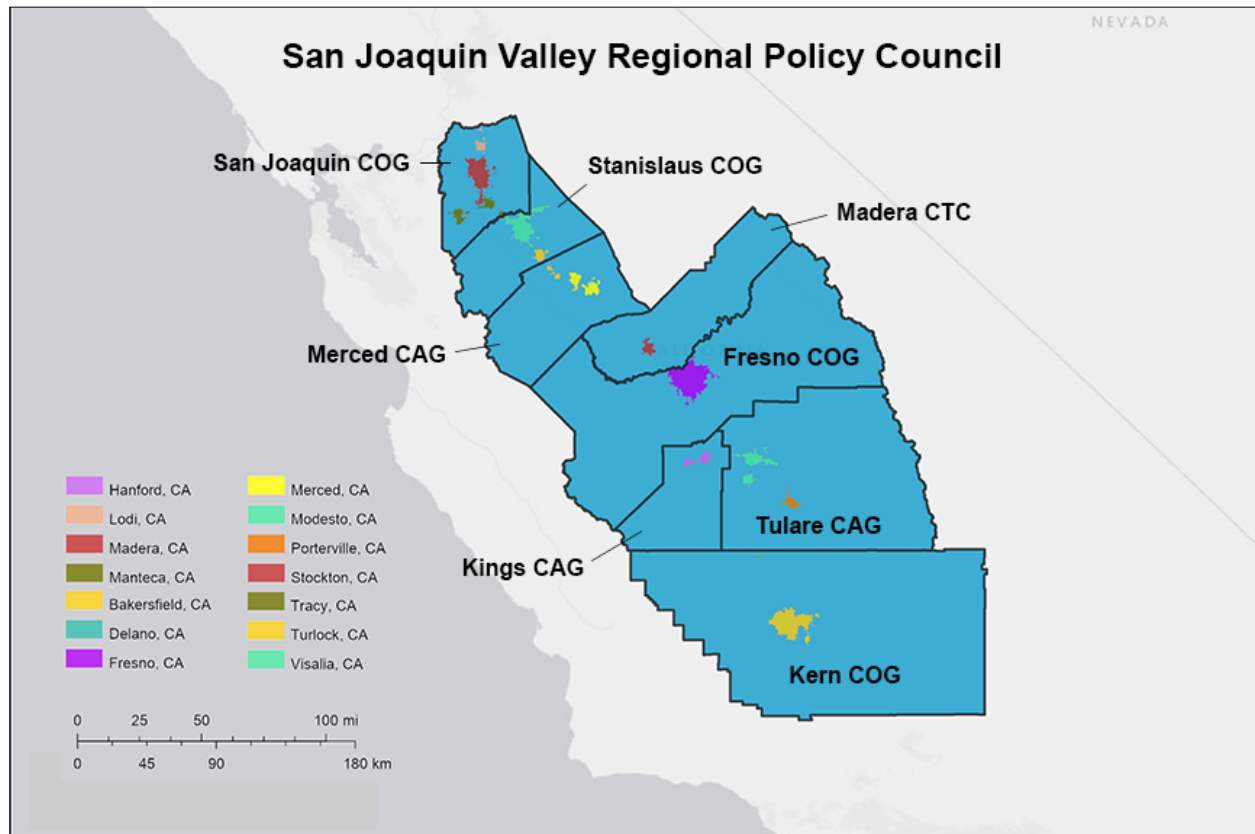 NEVADA
San Joaquin Valley Regional Policy Council
San Joaquin COG
Stanislaus COG
Madera CTC
Merced CAG
Fresno COG
Kings CAG
Tulare CAG
Kern COG
Hanford, CA
Lodi, CA
Madera, CA
Manteca, CA
Bakersfield, CA
Delano, CA
Fresno, CA
Merced, CA
Modesto, CA
Porterville, CA
Stockton, CA
Tracy, CA
Turlock, CA
Visalia, CA
0 25 50 100 mi
0 45 90 180 km